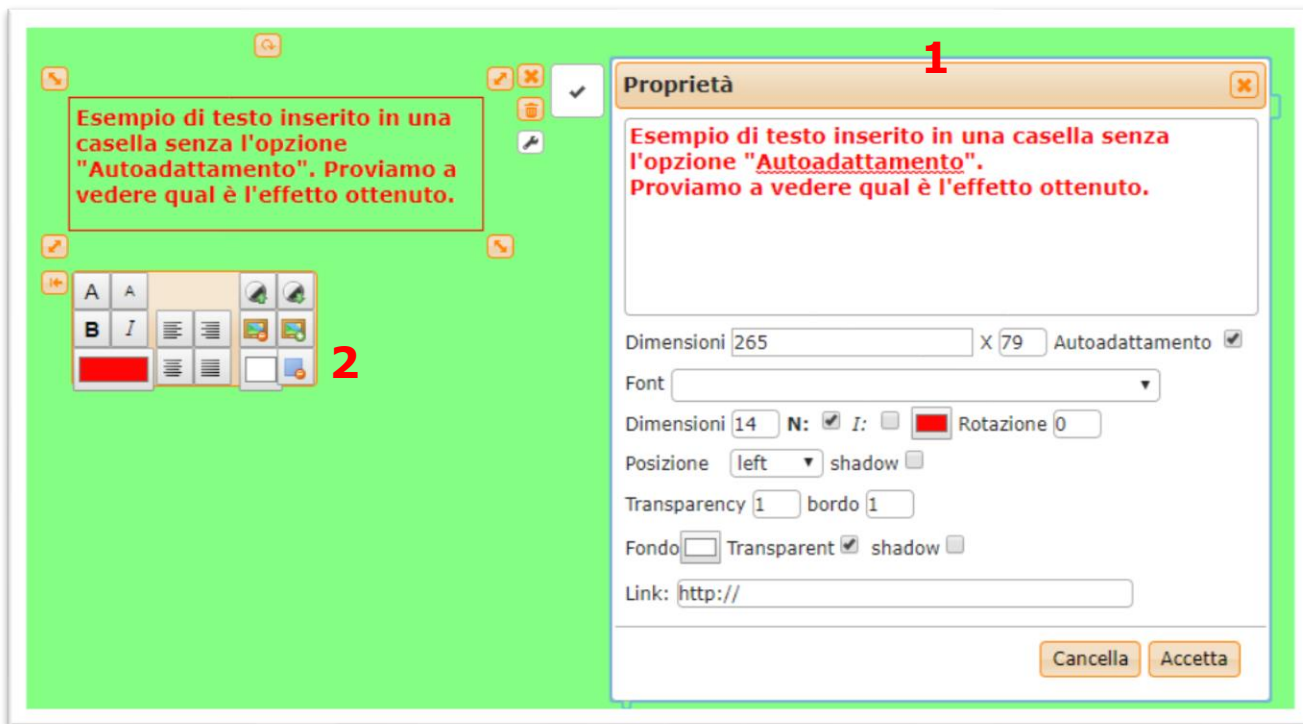 1
Proprietà
Esempio di testo inserito in una
casella senza l'opzione
"Autoadattamento". Proviamo a
vedere qual è l'effetto ottenuto.
A A
B I
2
Esempio di testo inserito in una casella senza
l'opzione "Autoadattamento".
Proviamo a vedere qual è l'effetto ottenuto.
Dimensioni 265 X 79 Autoadattamento
Font
Dimensioni 14 N: I: Rotazione 0
Posizione left shadow
Transparency 1 bordo 1
Fondo Transparent shadow
Link: http://
Cancella Accetta